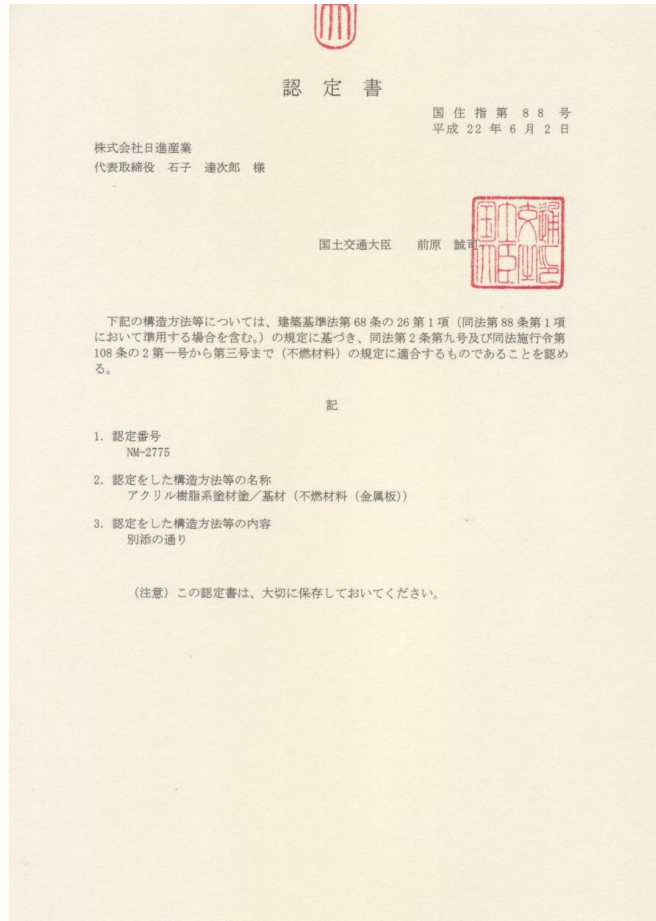 認定書
国住指第88号
平成22年6月2日
株式会社日進産業
代表取締役 石子 達次郎 様
国土交通大臣 前原 誠司
下記の構造方法等については、建築基準法第68条の26第1項（同法第88条第1項
において準用する場合を含む。）の規定に基づき、同法第2条第九号及び同法施行令第
108条の2第一号から第三号まで（不燃材料）の規定に適合するものであることを認め
る。
記
1. 認定番号
NM-2775
2. 認定をした構造方法等の名称
アクリル樹脂系塗材塗／基材（不燃材料（金属板））
3. 認定をした構造方法等の内容
別添の通り
（注意）この認定書は、大切に保存しておいてください。